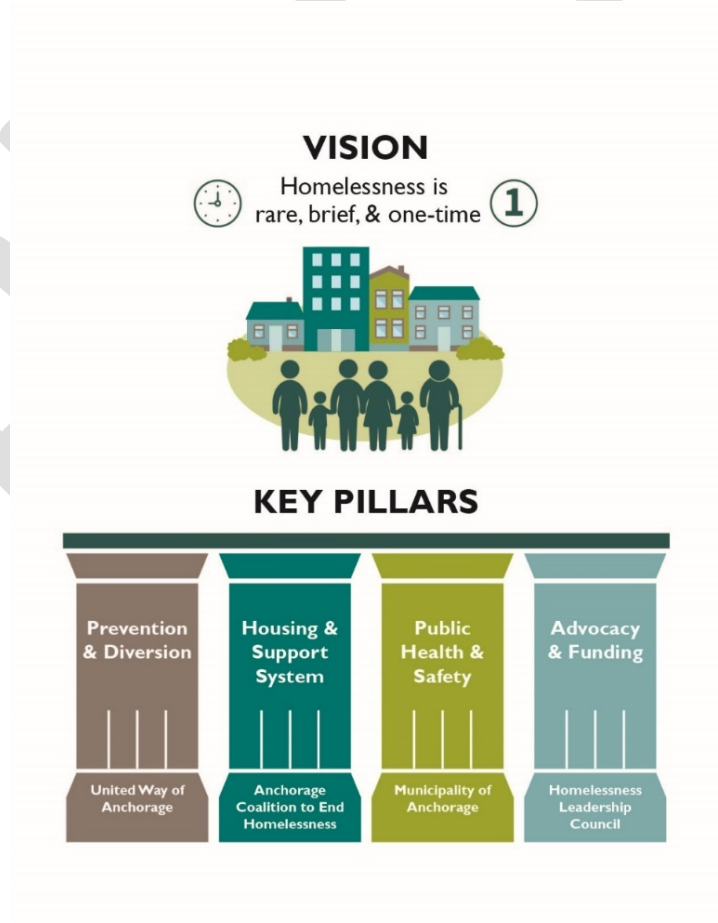 VISION
Homelessness is
rare, brief, & one-time
1
KEY PILLARS
Prevention
& Diversion
Housing &
Support
System
Public
Health &
Safety
Advocacy
& Funding
United Way of
Anchorage
Anchorage
Coalition to End
Homelessness
Municipality of
Anchorage
Homelessness
Leadership
Council